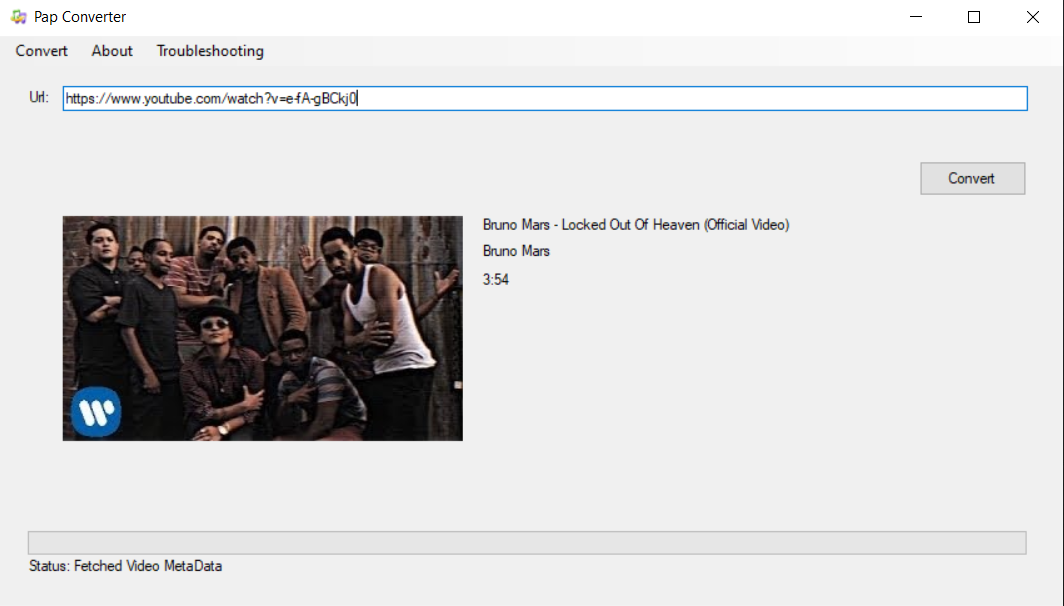 Pap Converter
Convert About Troubleshooting
Url: https://www.youtube.com/watch?v=e-fA-gBCkj0
Convert
Bruno Mars - Locked Out Of Heaven (Official Video)
Bruno Mars
3:54
Status: Fetched Video MetaData